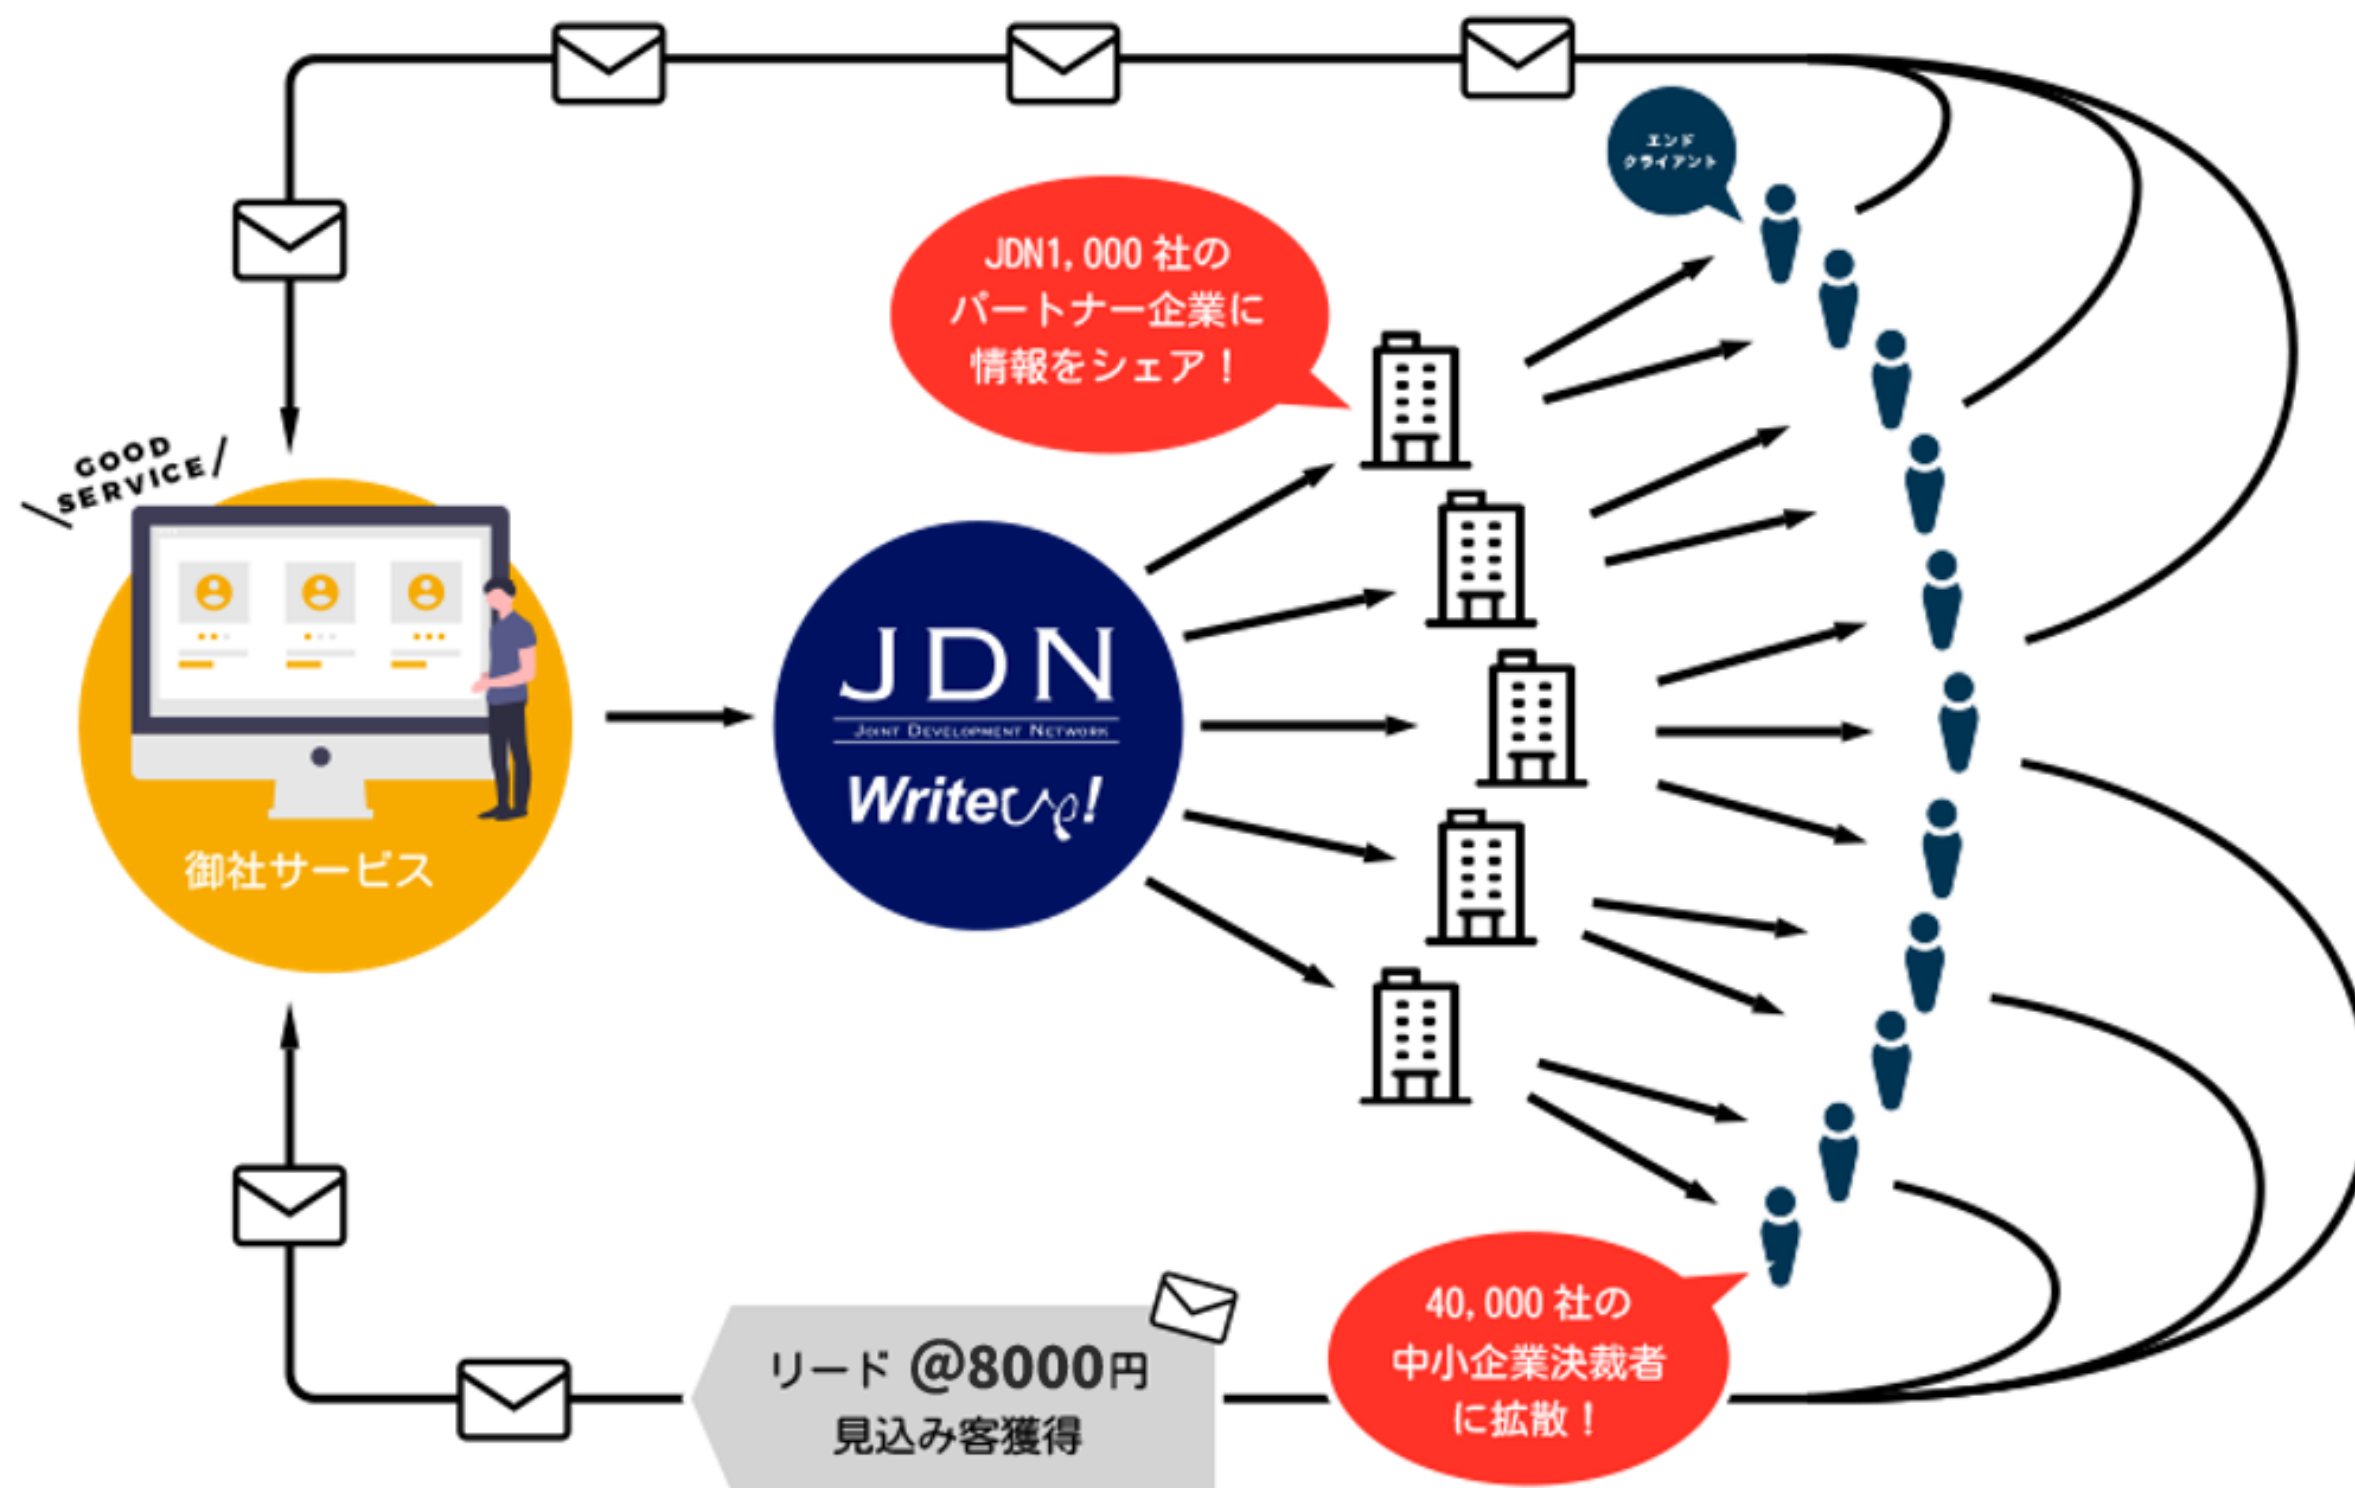 エンド
クライアント
JDN1,000 社の
パートナー企業に
情報をシェア！
GOOD
SERVICE
JDN
JOINT DEVELOPMENT NETWORK
Writeup!
御社サービス
リード @8000円
見込み客獲得
40,000 社の
中小企業決裁者
に拡散！